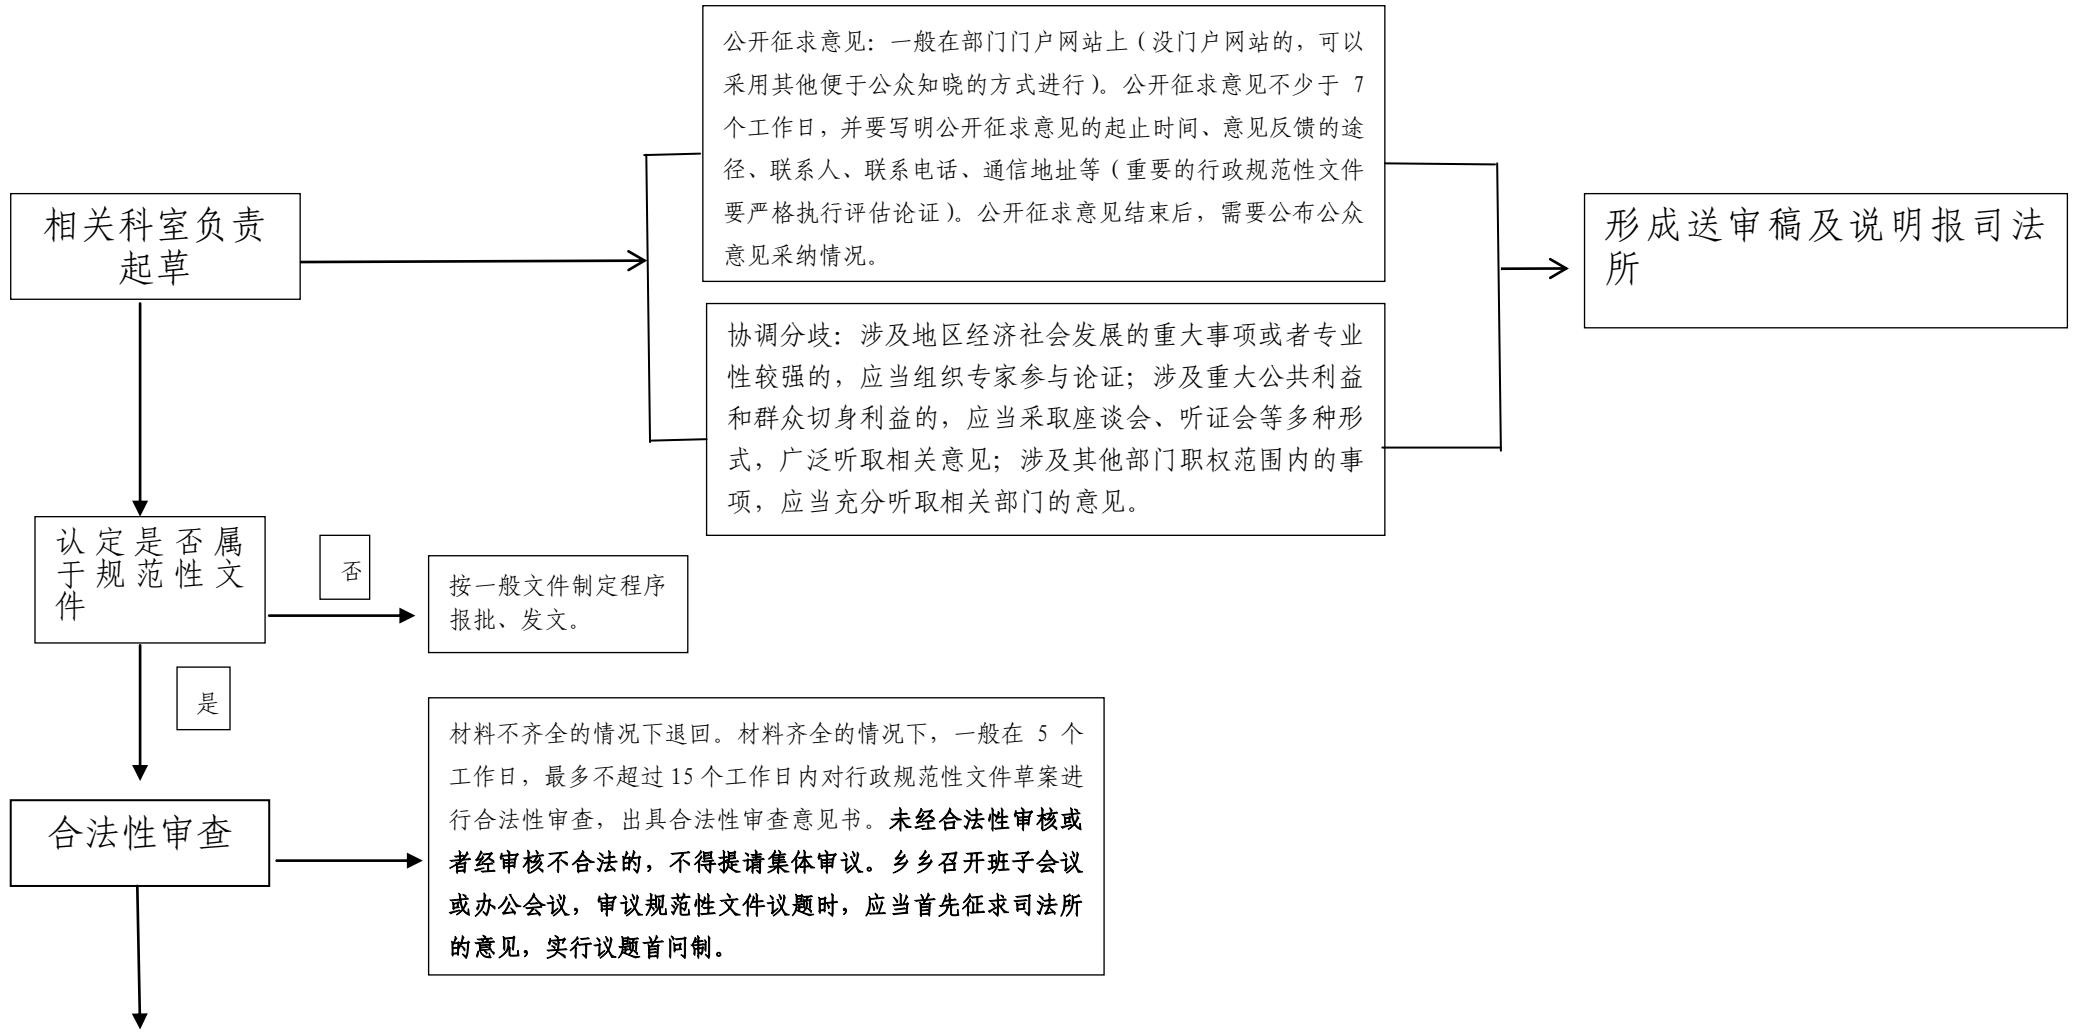 公开征求意见：一般在部门门户网站上（没门户网站的，可以
采用其他便于公众知晓的方式进行）。公开征求意见不少于 7
个工作日，并要写明公开征求意见的起止时间、意见反馈的途
径、联系人、联系电话、通信地址等（重要的行政规范性文件
要严格执行评估论证）。公开征求意见结束后，需要公布公众
意见采纳情况。
相关科室负责
起草
形成送审稿及说明报司法
所
协调分歧：涉及地区经济社会发展的重大事项或者专业
性较强的，应当组织专家参与论证；涉及重大公共利益
和群众切身利益的，应当采取座谈会、听证会等多种形
式，广泛听取相关意见；涉及其他部门职权范围内的事
项，应当充分听取相关部门的意见。
认定是否属
于规范性文
件
否
按一般文件制定程序
报批、发文。
是
材料不齐全的情况下退回。材料齐全的情况下，一般在 5 个
工作日，最多不超过 15 个工作日内对行政规范性文件草案进
行合法性审查，出具合法性审查意见书。未经合法性审核或
者经审核不合法的，不得提请集体审议。乡乡召开班子会议
或办公会议，审议规范性文件议题时，应当首先征求司法所
的意见，实行议题首问制。
合法性审查